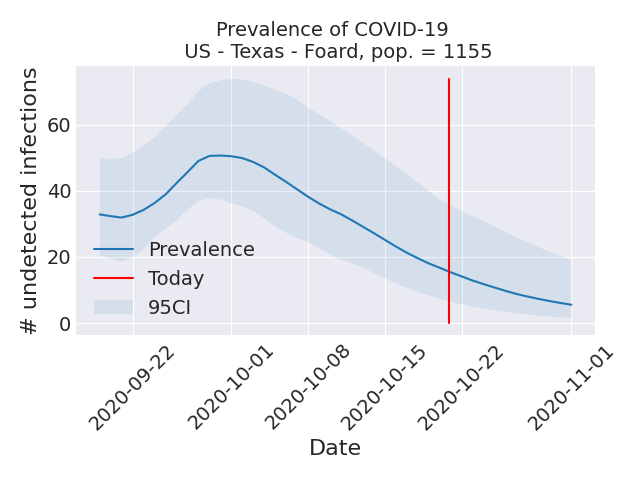 Prevalence of COVID-19
US - Texas - Foard, pop. = 1155
# undetected infections
60
40
20
0
Prevalence
Today
95CI
2020-09-22
2020-10-01
2020-10-08
2020-10-15
2020-10-22
2020-11-01
Date